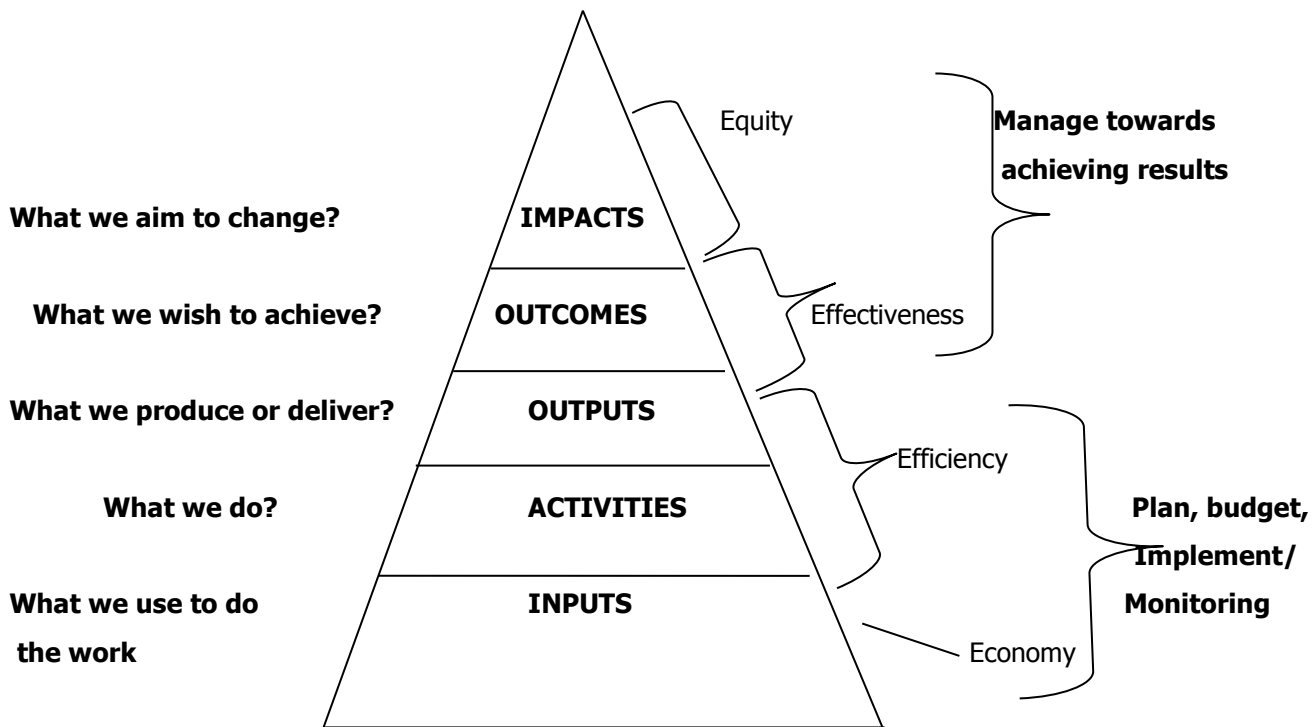 Equity
Manage towards
achieving results
What we aim to change?
IMPACTS
What we wish to achieve?
OUTCOMES
Effectiveness
What we produce or deliver?
OUTPUTS
Efficiency
What we do?
ACTIVITIES
Plan, budget,
Implement/
Monitoring
What we use to do
the work
INPUTS
Economy